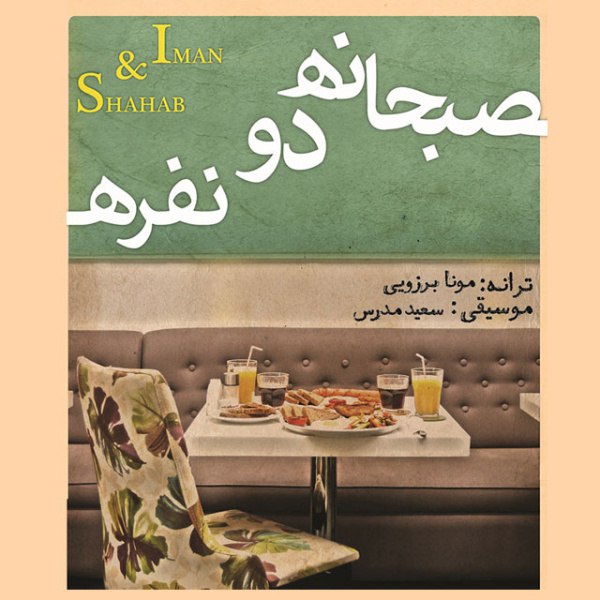 IMAN
&
SHAHAB
صبحانه
دو
نفره
ترانه: مونا برزویی
موسیقی: سعید مدرس